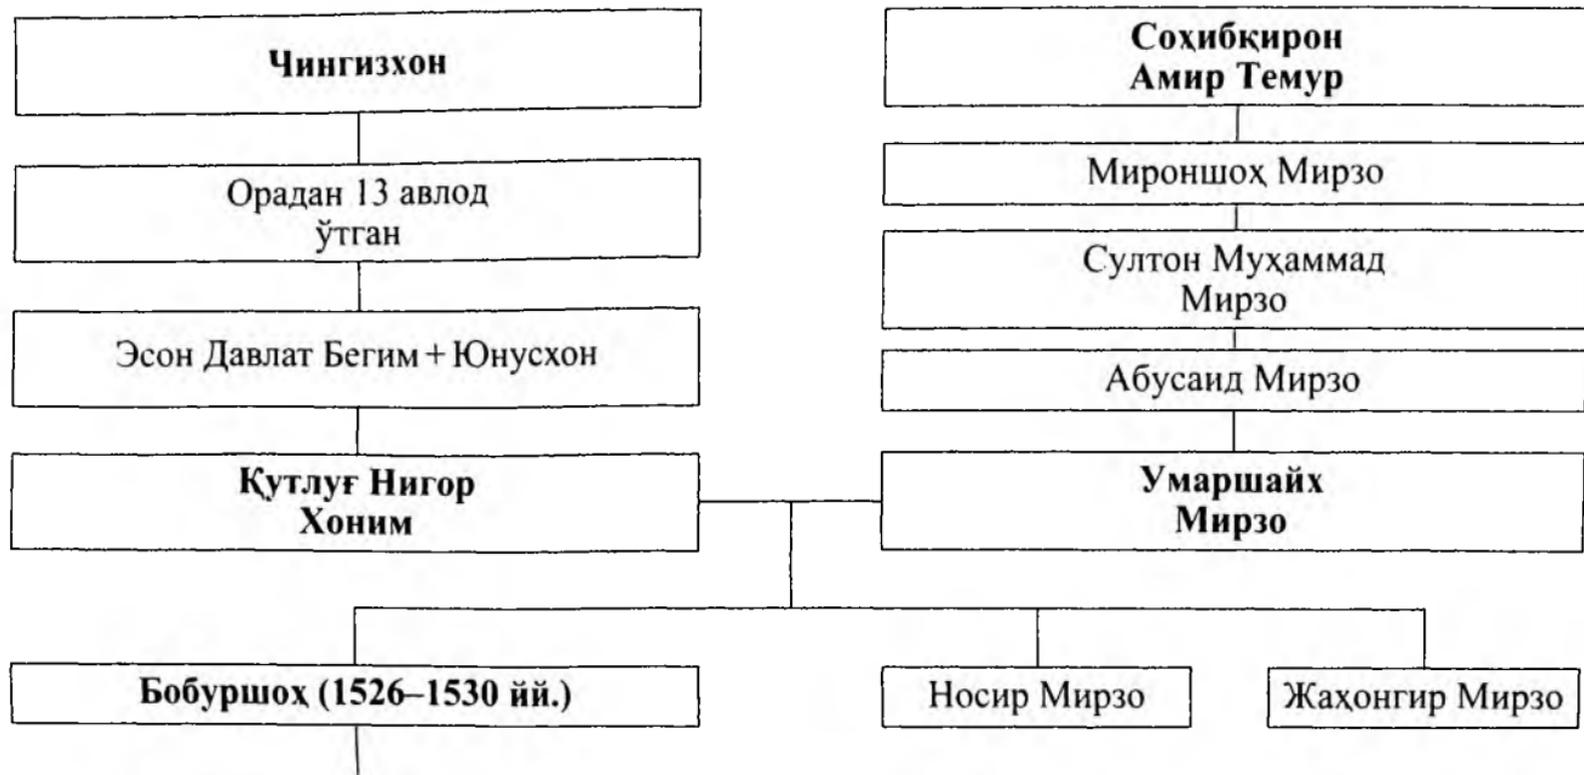 Чингизхон
Соҳибқирон
Амир Темур
Орадан 13 авлод
ўтган
Мироншоҳ Мирзо
Султон Муҳаммад
Мирзо
Эсон Давлат Бегим + Юнусхон
Абусаид Мирзо
Қутлуғ Нигор
Хоним
Умаршайх
Мирзо
Бобуршоҳ (1526–1530 йй.)
Носир Мирзо
Жаҳонгир Мирзо